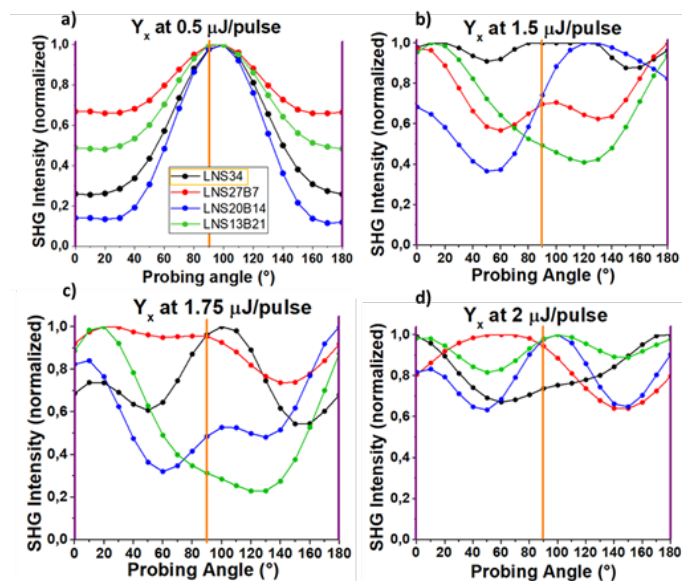 a)
Yx at 0.5 μJ/pulse
SHG Intensity (normalized)
1,0
0,8
0,6
0,4
0,2
0,0
LNS34
LNS27B7
LNS20B14
LNS13B21
0 20 40 60 80 100 120 140 160 180
Probing angle (°)
b)
Yx at 1.5 μJ/pulse
SHG Intensity (normalized)
1,0
0,8
0,6
0,4
0,2
0,0
0 20 40 60 80 100 120 140 160 180
Probing Angle (°)
c)
Yx at 1.75 μJ/pulse
SHG Intensity (normalized)
1,0
0,8
0,6
0,4
0,2
0,0
0 20 40 60 80 100 120 140 160 180
Probing Angle (°)
d)
Yx at 2 μJ/pulse
SHG Intensity (normalized)
1,0
0,8
0,6
0,4
0,2
0,0
0 20 40 60 80 100 120 140 160 180
Probing Angle (°)